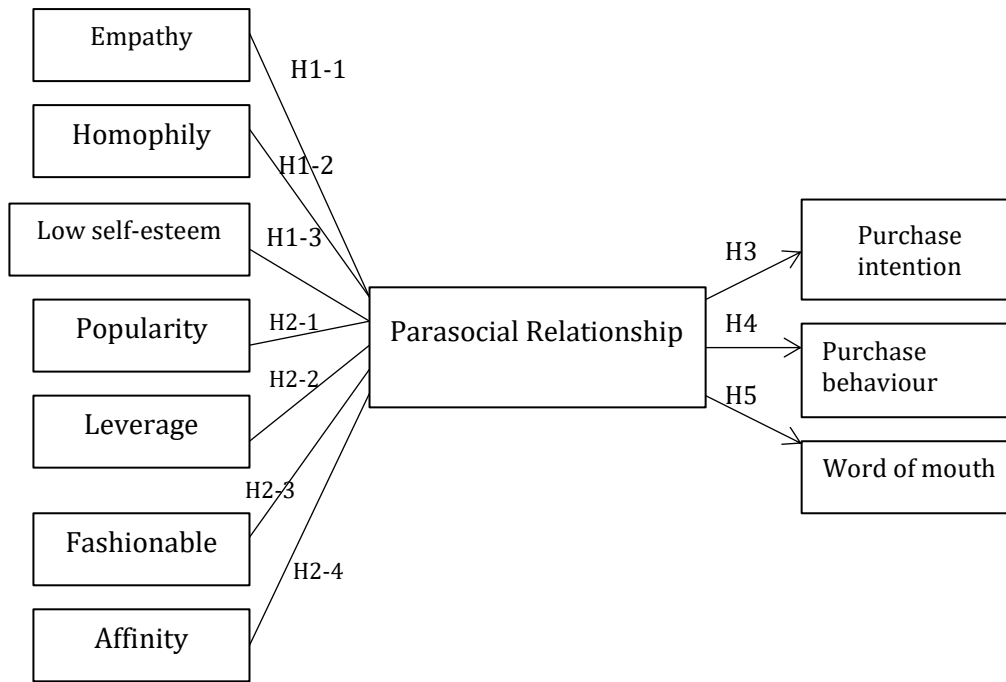 Empathy
H1-1
Homophily
H1-2
Low self-esteem
H1-3
Popularity
H2-1
Leverage
H2-2
Fashionable
H2-3
Affinity
H2-4
Parasocial Relationship
H3
Purchase
intention
H4
Purchase
behaviour
H5
Word of mouth